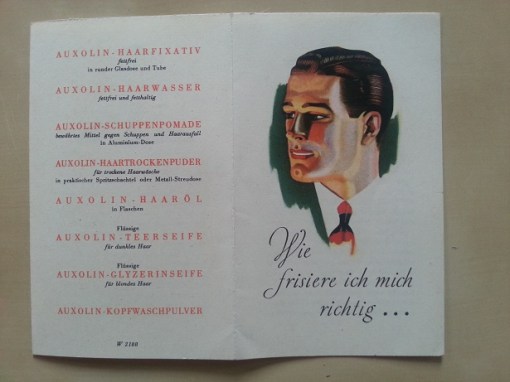 AUXOLIN-HAARFIXATIV
fettfrei
in runder Glasdose und Tube
AUXOLIN-HAARWASSER
fettfrei und fetthaltig
AUXOLIN-SCHUPPENPOMADE
bewährtes Mittel gegen Schuppen und Haarausfall
in Aluminium-Dose
AUXOLIN-HAARTROCKENPUDER
für trockene Haarwäsche
in praktischer Spritzschachtel oder Metall-Streudose
AUXOLIN-HAARÖL
in Flaschen
Flüssige
AUXOLIN-TEERSEIFE
für dunkles Haar
Flüssige
AUXOLIN-GLYZERINSEIFE
für blondes Haar
AUXOLIN-KOPFWASCHPULVER
W 2100
Wie
frisiere ich mich
richtig ...